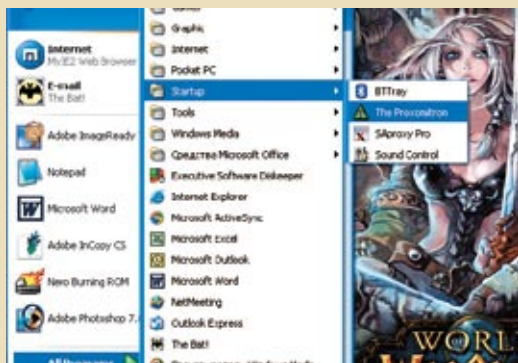 Internet
MyIE2 Web Browser
E-mail
The Bat!
Adobe ImageReady
Notepad
Microsoft Word
Adobe InCopy CS
Nero Burning ROM
Adobe Photoshop 7.
All Programs
Games
Graphic
Internet
Pocket PC
Startup
Tools
Windows Media
Средства Microsoft Office
Executive Software Diskeeper
Internet Explorer
Microsoft ActiveSync
Microsoft Excel
Microsoft Outlook
Microsoft Word
NetMeeting
Outlook Express
The Bat!
BTTray
The Proxomitron
SAproxy Pro
Sound Control
WORL